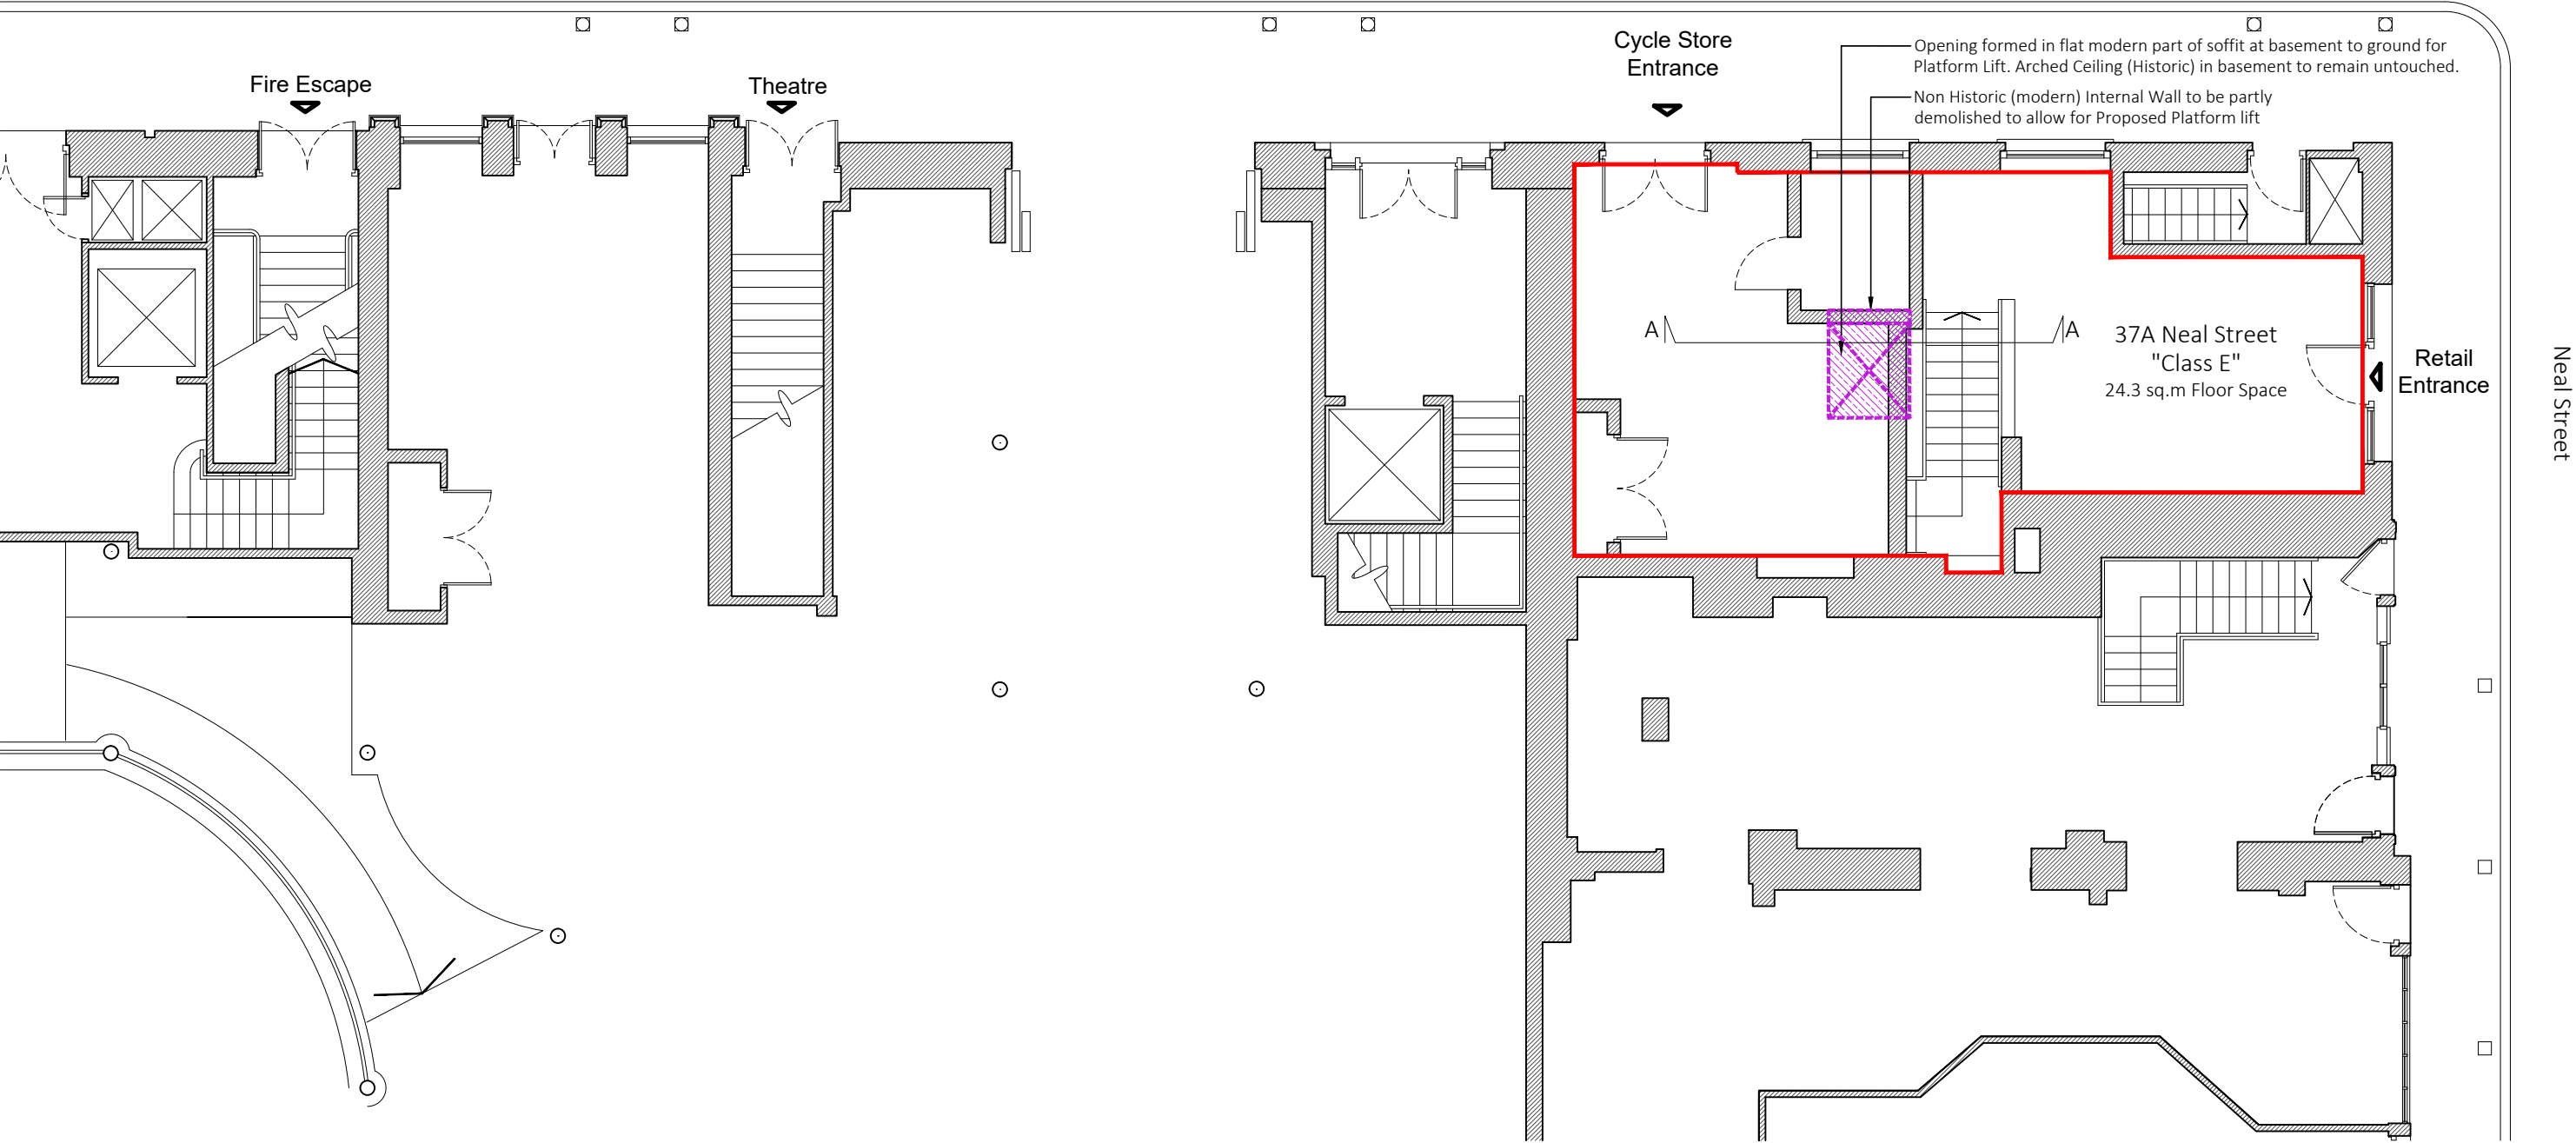 Fire Escape
Theatre
Cycle Store
Entrance
Opening formed in flat modern part of soffit at basement to ground for
Platform Lift. Arched Ceiling (Historic) in basement to remain untouched.
Non Historic (modern) Internal Wall to be partly
demolished to allow for Proposed Platform lift
A
A
37A Neal Street
"Class E"
24.3 sq.m Floor Space
Retail
Entrance
Neal Street